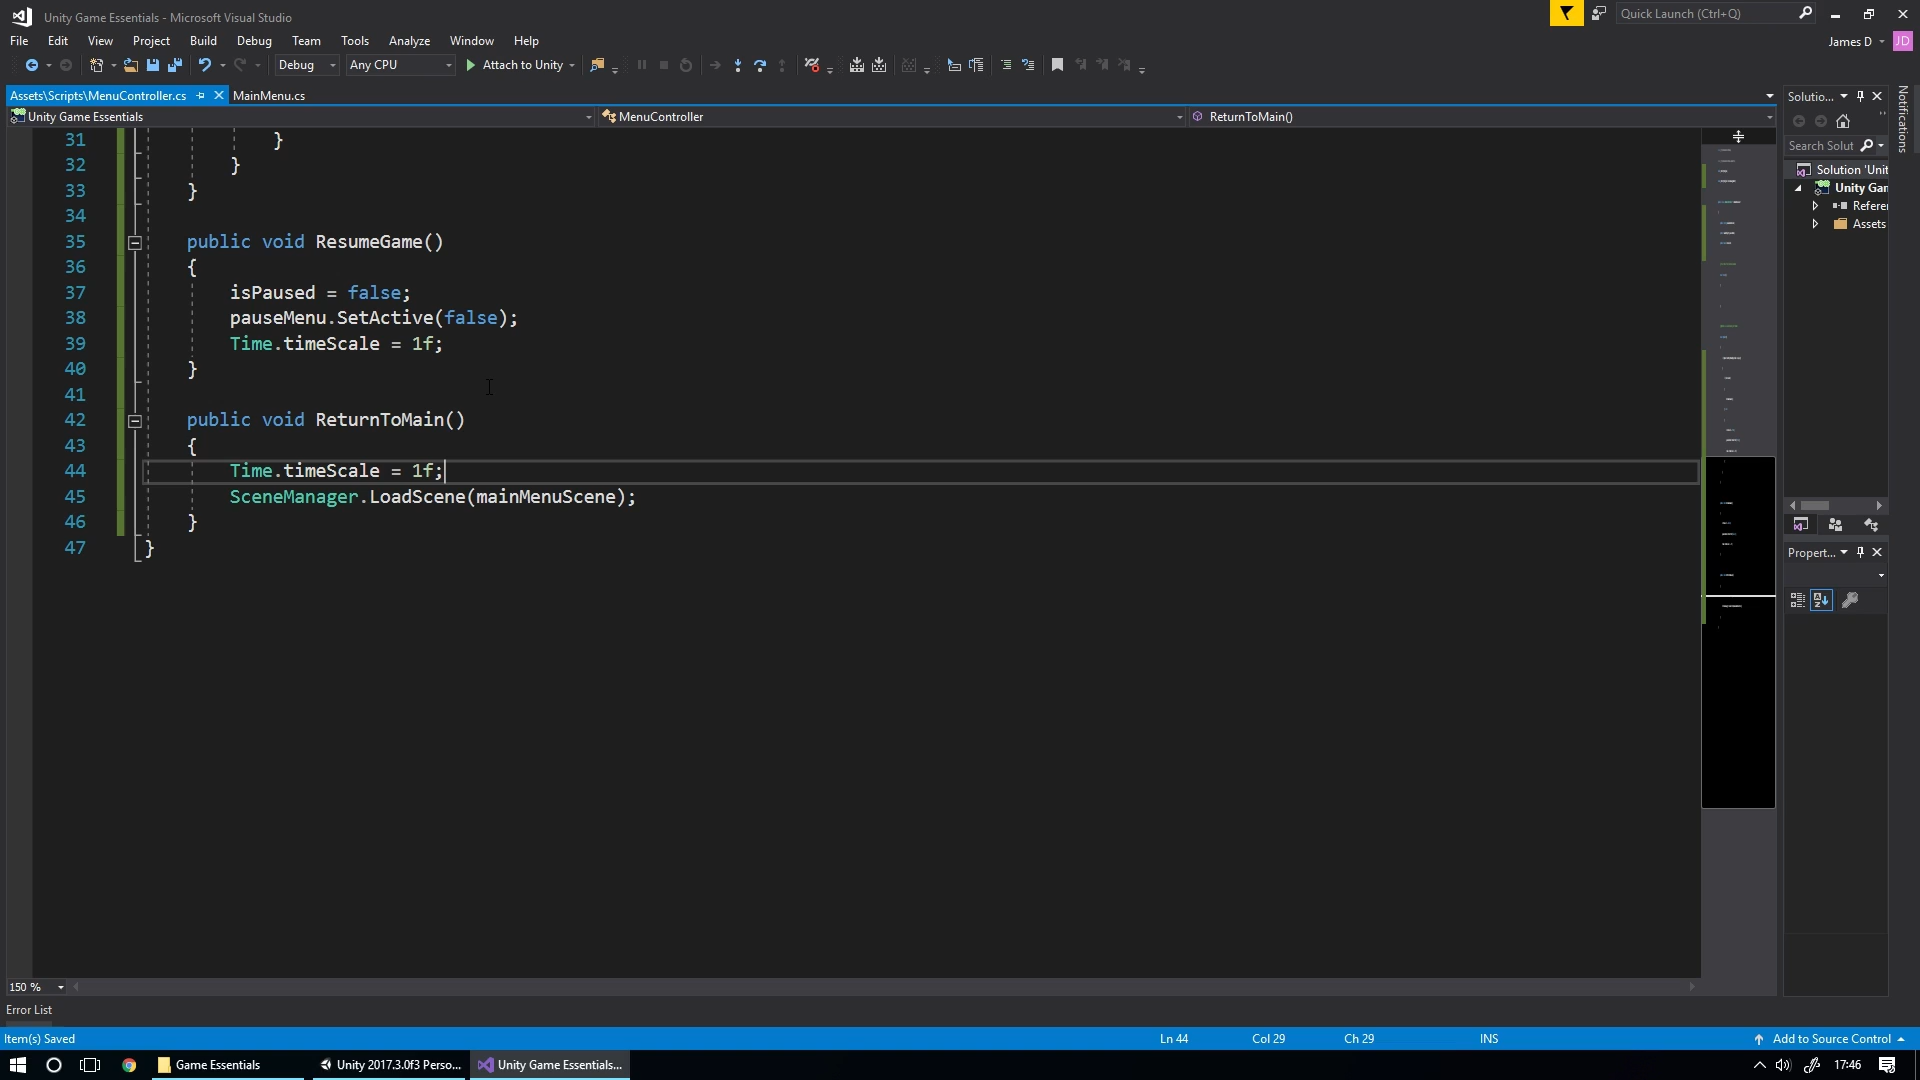 Unity Game Essentials - Microsoft Visual Studio
Quick Launch (Ctrl+Q)
File Edit View Project Build Debug Team Tools Analyze Window Help
James D JD
Debug Any CPU Attach to Unity
Assets\Scripts\MenuController.cs MainMenu.cs
Unity Game Essentials MenuController ReturnToMain()
31 }
32 }
33 }
34
35 public void ResumeGame()
36 {
37 isPaused = false;
38 pauseMenu.SetActive(false);
39 Time.timeScale = 1f;
40 }
41
42 public void ReturnToMain()
43 {
44 Time.timeScale = 1f;
45 SceneManager.LoadScene(mainMenuScene);
46 }
47 }
Solutio...
Search Solut
Solution 'Unit
Unity Gan
Referen
Assets
Propert...
Notifications
150 %
Error List
Item(s) Saved Ln 44 Col 29 Ch 29 INS Add to Source Control
Game Essentials Unity 2017.3.0f3 Perso... Unity Game Essentials... 17:46